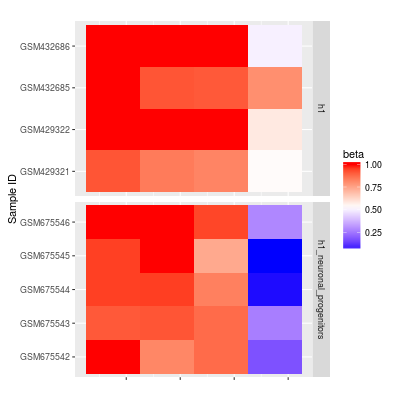 GSM432686
GSM432685
GSM429322
GSM429321
h1
GSM675546
GSM675545
GSM675544
GSM675543
GSM675542
h1_neuronal_progenitors
Sample ID
beta
1.00
0.75
0.50
0.25